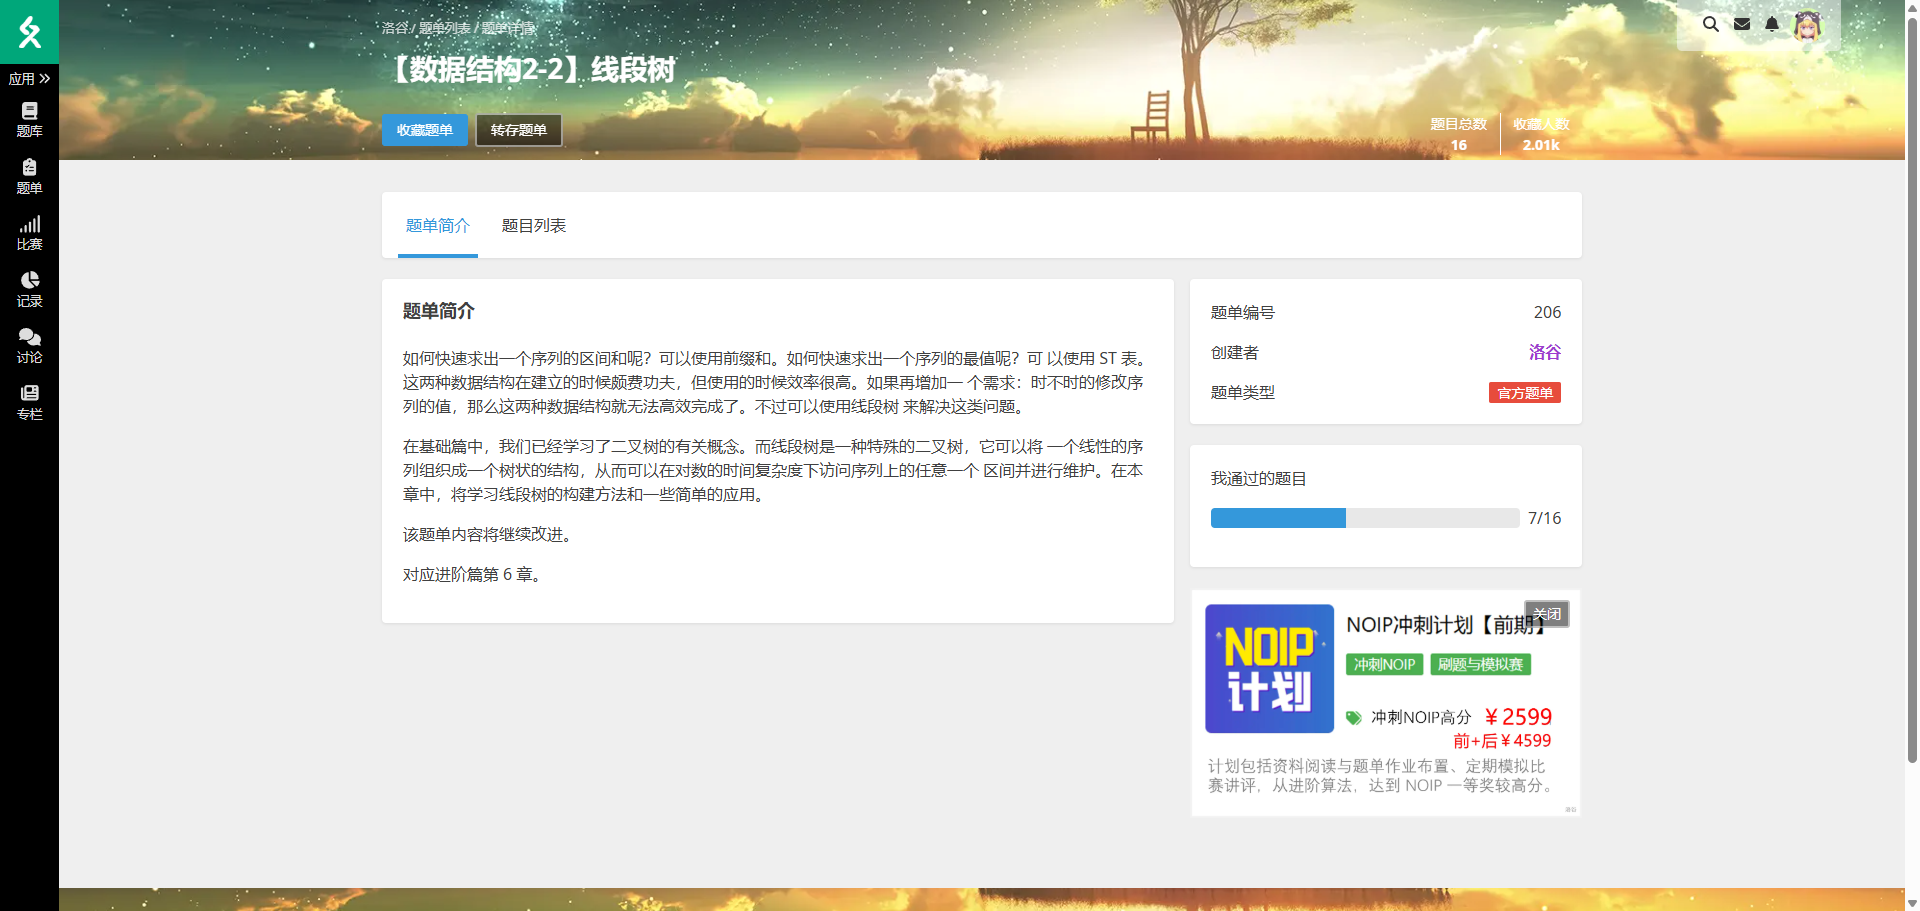 应用
题库
题单
比赛
记录
讨论
专栏
洛谷 / 题单列表 / 题单详情
【数据结构2-2】线段树
收藏题单
转存题单
题目总数
16
收藏人数
2.01k
题单简介
题目列表
题单简介
如何快速求出一个序列的区间和呢？可以使用前缀和。如何快速求出一个序列的最值呢？可 以使用 ST 表。
这两种数据结构在建立的时候颇费功夫，但使用的时候效率很高。如果再增加一 个需求：时不时的修改序
列的值，那么这两种数据结构就无法高效完成了。不过可以使用线段树 来解决这类问题。
在基础篇中，我们已经学习了二叉树的有关概念。而线段树是一种特殊的二叉树，它可以将 一个线性的序
列组织成一个树状的结构，从而可以在对数的时间复杂度下访问序列上的任意一个 区间并进行维护。在本
章中，将学习线段树的构建方法和一些简单的应用。
该题单内容将继续改进。
对应进阶篇第 6 章。
题单编号
206
创建者
洛谷
题单类型
官方题单
我通过的题目
7/16
关闭
NOIP
计划
NOIP冲刺计划【前期】
冲刺NOIP
刷题与模拟赛
冲刺NOIP高分 ￥2599
前+后￥4599
计划包括资料阅读与题单作业布置、定期模拟比
赛讲评，从进阶算法，达到 NOIP 一等奖较高分。
洛谷